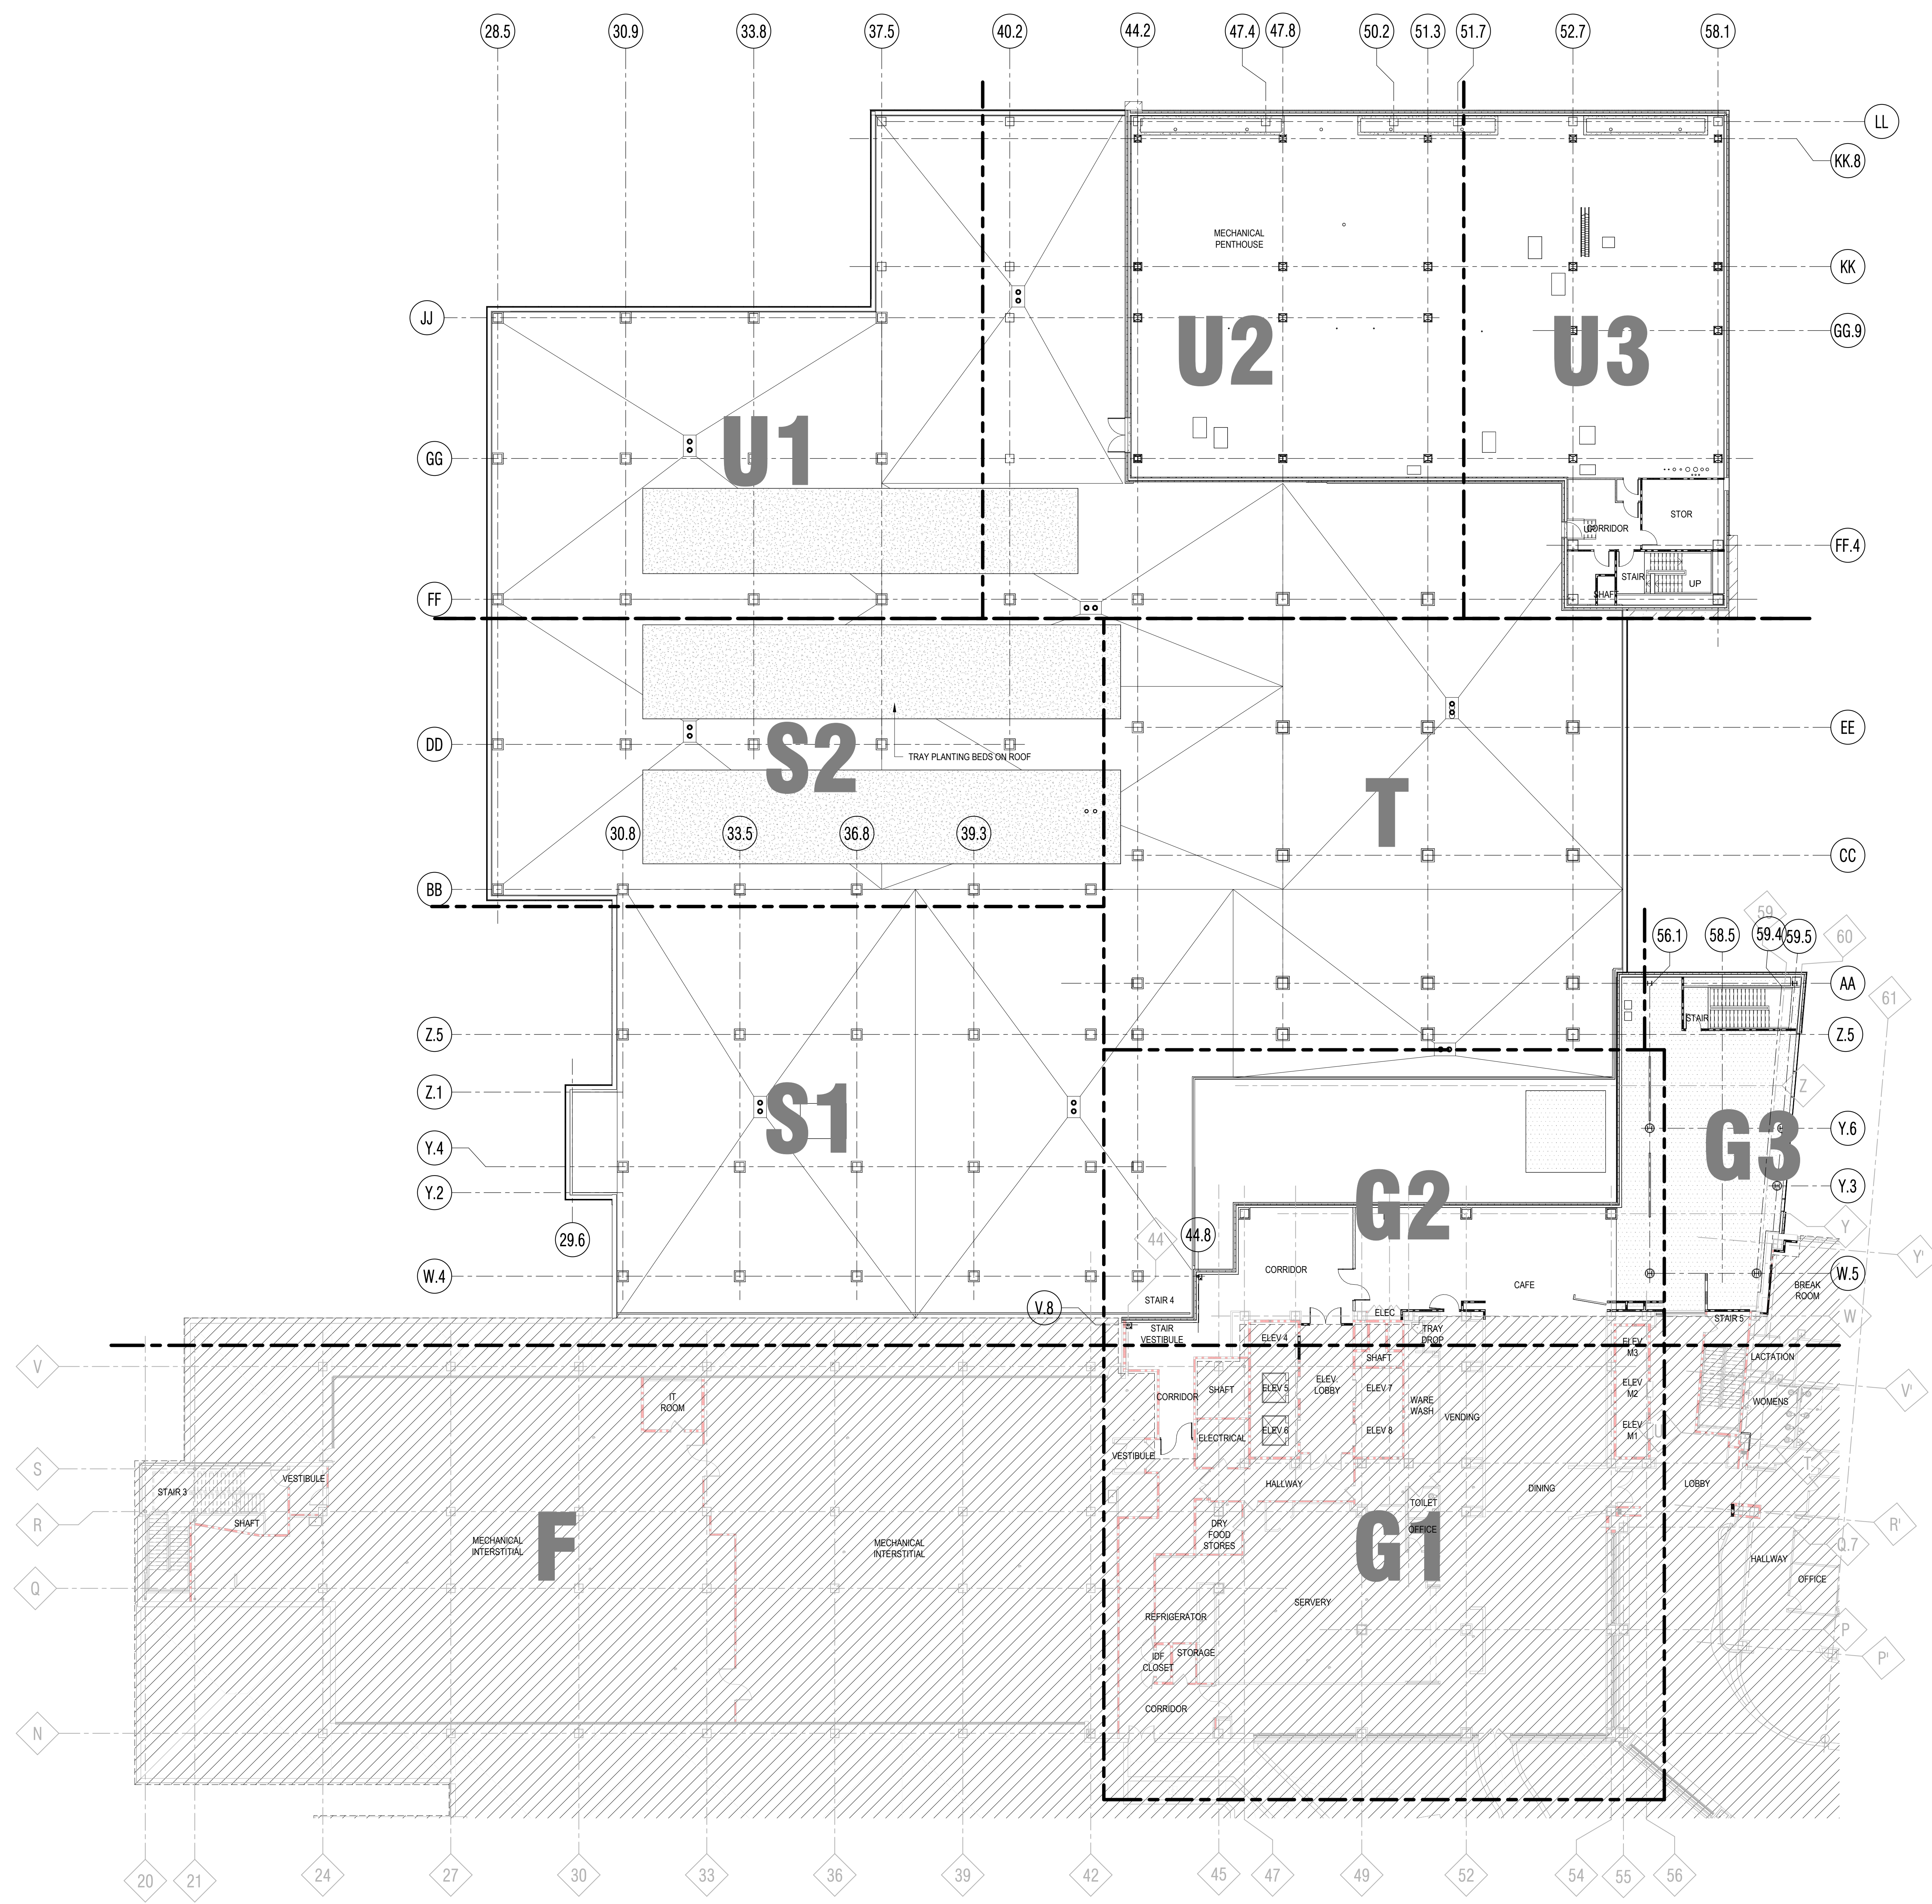 28.5
30.9
33.8
37.5
40.2
44.2
47.4
47.8
50.2
51.3
51.7
52.7
58.1
LL
KK.8
MECHANICAL
PENTHOUSE
KK
JJ
U2
U3
GG.9
U1
GG
STOR
UP
CORRIDOR
FF.4
STAIR
UP
SHAFT
FF
EE
DD
S2
TRAY PLANTING BEDS ON ROOF
T
30.8
33.5
36.8
39.3
CC
BB
59
56.1
58.5
59.4
59.5
60
AA
61
STAIR
Z.5
Z.5
Z.1
Z
S1
G3
Y.6
Y.4
Y.2
G2
Y.3
29.6
44
44.8
Y
Y'
W.4
CORRIDOR
CAFE
W.5
BREAK
ROOM
STAIR 4
V.8
ELEC
STAIR 5
W
STAIR
VESTIBULE
ELEV 4
TRAY
DROP
ELEV
M3
V
SHAFT
LACTATION
IT
ROOM
CORRIDOR
SHAFT
ELEV 5
ELEV.
LOBBY
ELEV 7
WARE
WASH
ELEV
M2
V'
WOMENS
VENDING
ELECTRICAL
ELEV 6
ELEV 8
ELEV
M1
VESTIBULE
S
VESTIBULE
T
STAIR 3
HALLWAY
DINING
LOBBY
TOILET
R
SHAFT
DRY
FOOD
STORES
OFFICE
R'
MECHANICAL
INTERSTITIAL
F
MECHANICAL
INTERSTITIAL
G1
Q.7
HALLWAY
Q
OFFICE
SERVERY
REFRIGERATOR
P
STORAGE
IDF
CLOSET
P'
CORRIDOR
N
20
21
24
27
30
33
36
39
42
45
47
49
52
54
55
56